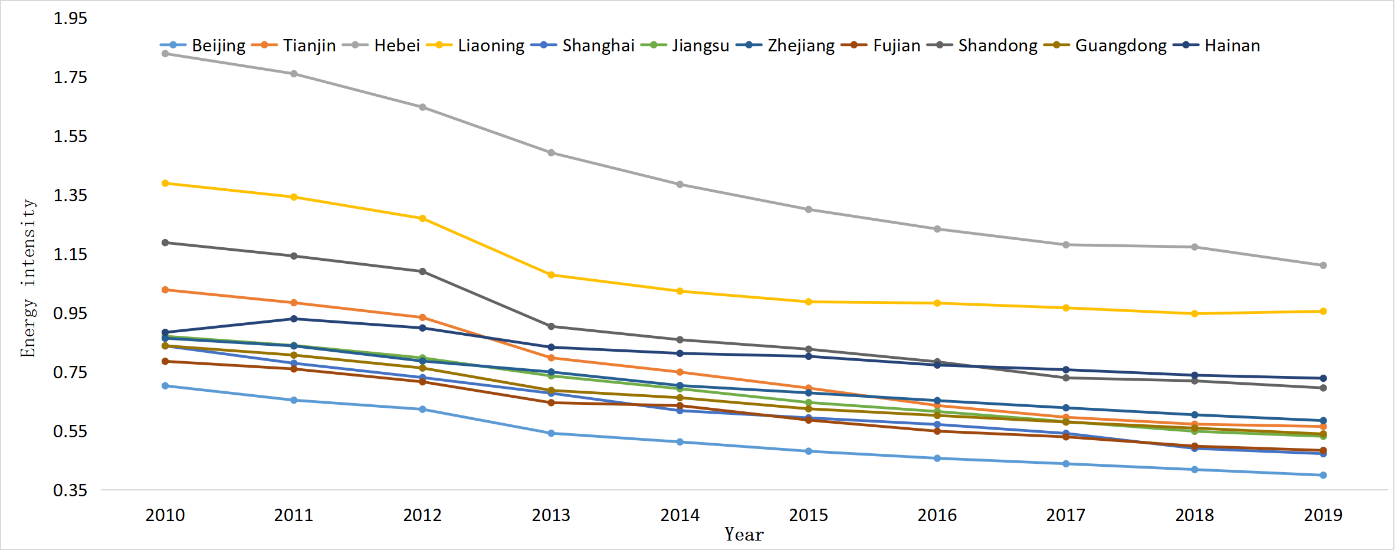 1.95
Beijing Tianjin Hebei Liaoning Shanghai Jiangsu Zhejiang Fujian Shandong Guangdong Hainan
1.75
1.55
1.35
1.15
0.95
0.75
0.55
0.35
Energy intensity
2010 2011 2012 2013 2014 2015 2016 2017 2018 2019
Year